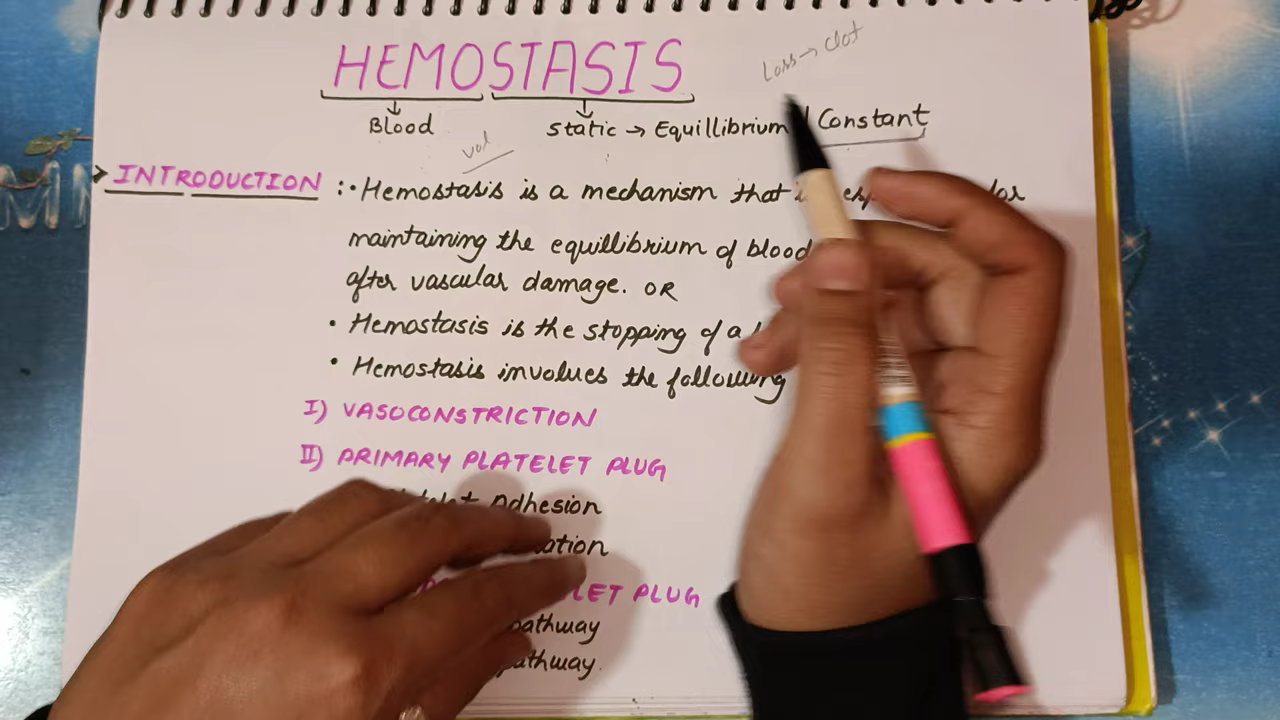 HEMOSTASIS
Loss → Clot
Blood
static → Equillibrium / Constant
vol
INTRODUCTION :• Hemostasis is a mechanism that
maintaining the equillibrium of blood
after vascular damage. OR
• Hemostasis is the stopping of a
• Hemostasis involves the following
I) VASOCONSTRICTION
II) PRIMARY PLATELET PLUG
Adhesion
PLUG
pathway
pathway.